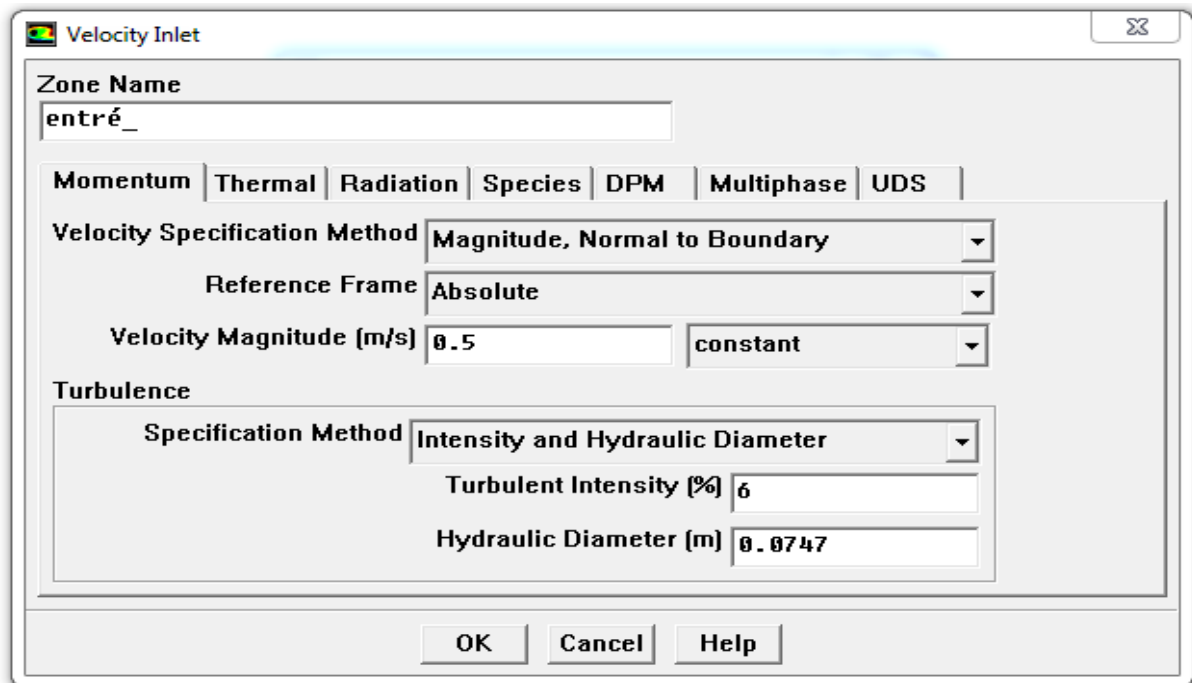 Velocity Inlet
Zone Name
entré_
Momentum Thermal Radiation Species DPM Multiphase UDS
Velocity Specification Method Magnitude, Normal to Boundary
Reference Frame Absolute
Velocity Magnitude (m/s) 0.5 constant
Turbulence
Specification Method Intensity and Hydraulic Diameter
Turbulent Intensity (%) 6
Hydraulic Diameter (m) 0.0747
OK Cancel Help